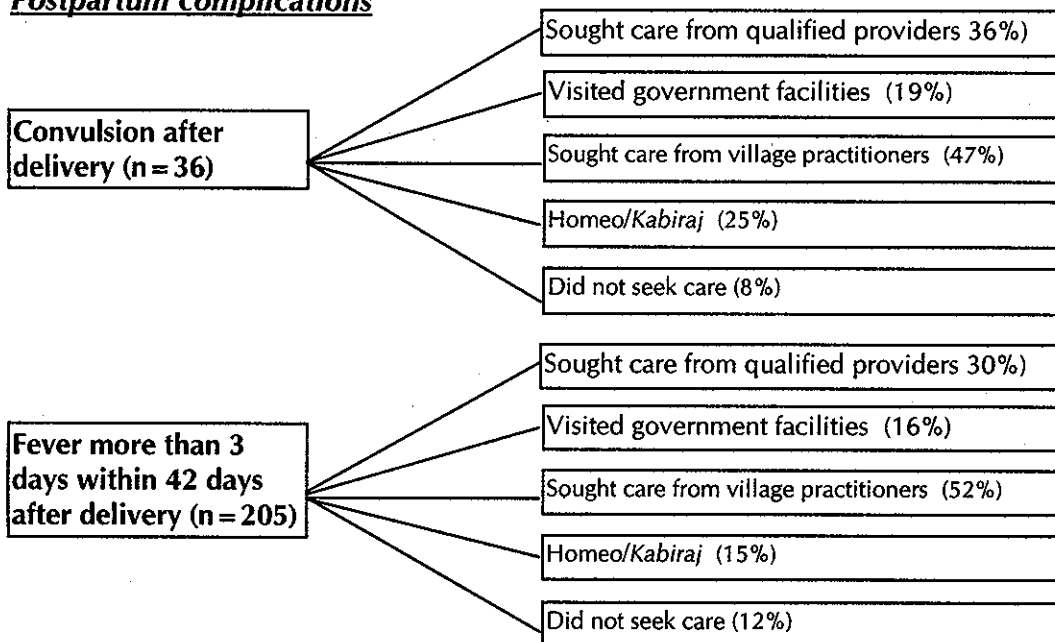 Postpartum complications
Convulsion after
delivery (n=36)
Sought care from qualified providers 36%)
Visited government facilities (19%)
Sought care from village practitioners (47%)
Homeo/Kabiraj (25%)
Did not seek care (8%)
Fever more than 3
days within 42 days
after delivery (n=205)
Sought care from qualified providers 30%)
Visited government facilities (16%)
Sought care from village practitioners (52%)
Homeo/Kabiraj (15%)
Did not seek care (12%)